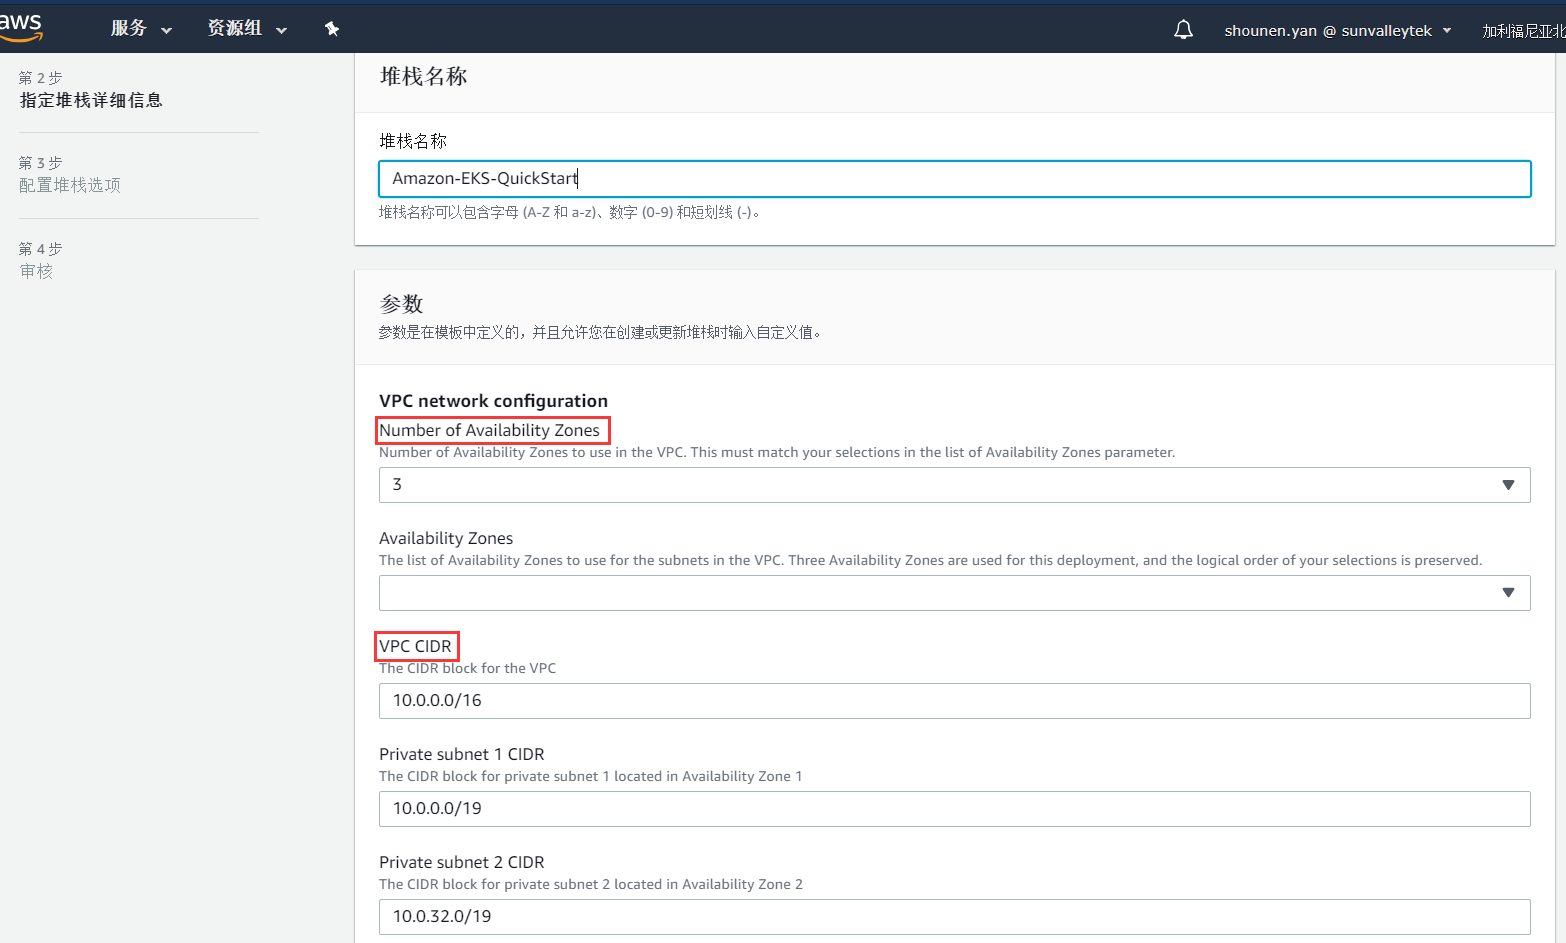 aws
服务
资源组
shounen.yan @ sunvalleytek
加利福尼亚北
第 2 步
指定堆栈详细信息
第 3 步
配置堆栈选项
第 4 步
审核
堆栈名称
堆栈名称
Amazon-EKS-QuickStart
堆栈名称可以包含字母 (A-Z 和 a-z)、数字 (0-9) 和短划线 (-)。
参数
参数是在模板中定义的，并且允许您在创建或更新堆栈时输入自定义值。
VPC network configuration
Number of Availability Zones
Number of Availability Zones to use in the VPC. This must match your selections in the list of Availability Zones parameter.
3
Availability Zones
The list of Availability Zones to use for the subnets in the VPC. Three Availability Zones are used for this deployment, and the logical order of your selections is preserved.
VPC CIDR
The CIDR block for the VPC
10.0.0.0/16
Private subnet 1 CIDR
The CIDR block for private subnet 1 located in Availability Zone 1
10.0.0.0/19
Private subnet 2 CIDR
The CIDR block for private subnet 2 located in Availability Zone 2
10.0.32.0/19